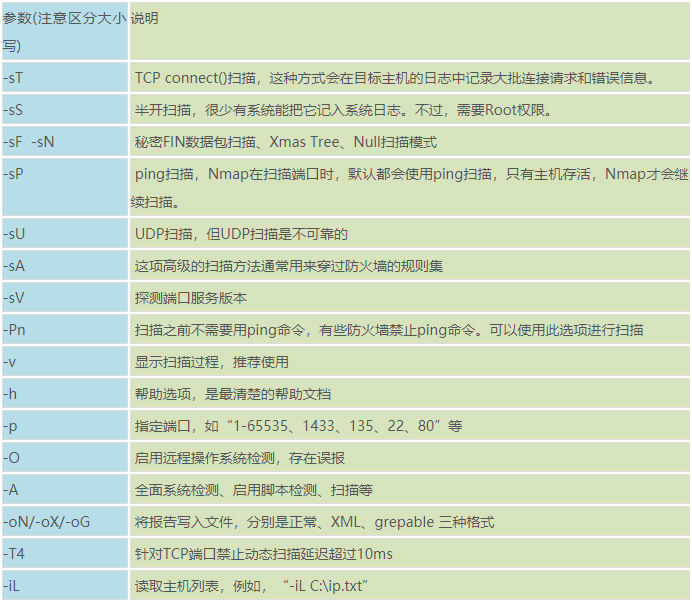 参数(注意区分大小 说明
写)
-sT TCP connect()扫描，这种方式会在目标主机的日志中记录大批连接请求和错误信息。
-sS 半开扫描，很少有系统能把它记入系统日志。不过，需要Root权限。
-sF -sN 秘密FIN数据包扫描、Xmas Tree、Null扫描模式
-sP ping扫描，Nmap在扫描端口时，默认都会使用ping扫描，只有主机存活，Nmap才会继
续扫描。
-sU UDP扫描，但UDP扫描是不可靠的
-sA 这项高级的扫描方法通常用来穿过防火墙的规则集
-sV 探测端口服务版本
-Pn 扫描之前不需要用ping命令，有些防火墙禁止ping命令。可以使用此选项进行扫描
-v 显示扫描过程，推荐使用
-h 帮助选项，是最清楚的帮助文档
-p 指定端口，如“1-65535、1433、135、22、80”等
-O 启用远程操作系统检测，存在误报
-A 全面系统检测、启用脚本检测、扫描等
-oN/-oX/-oG 将报告写入文件，分别是正常、XML、grepable 三种格式
-T4 针对TCP端口禁止动态扫描延迟超过10ms
-iL 读取主机列表，例如，“-iL C:\ip.txt”